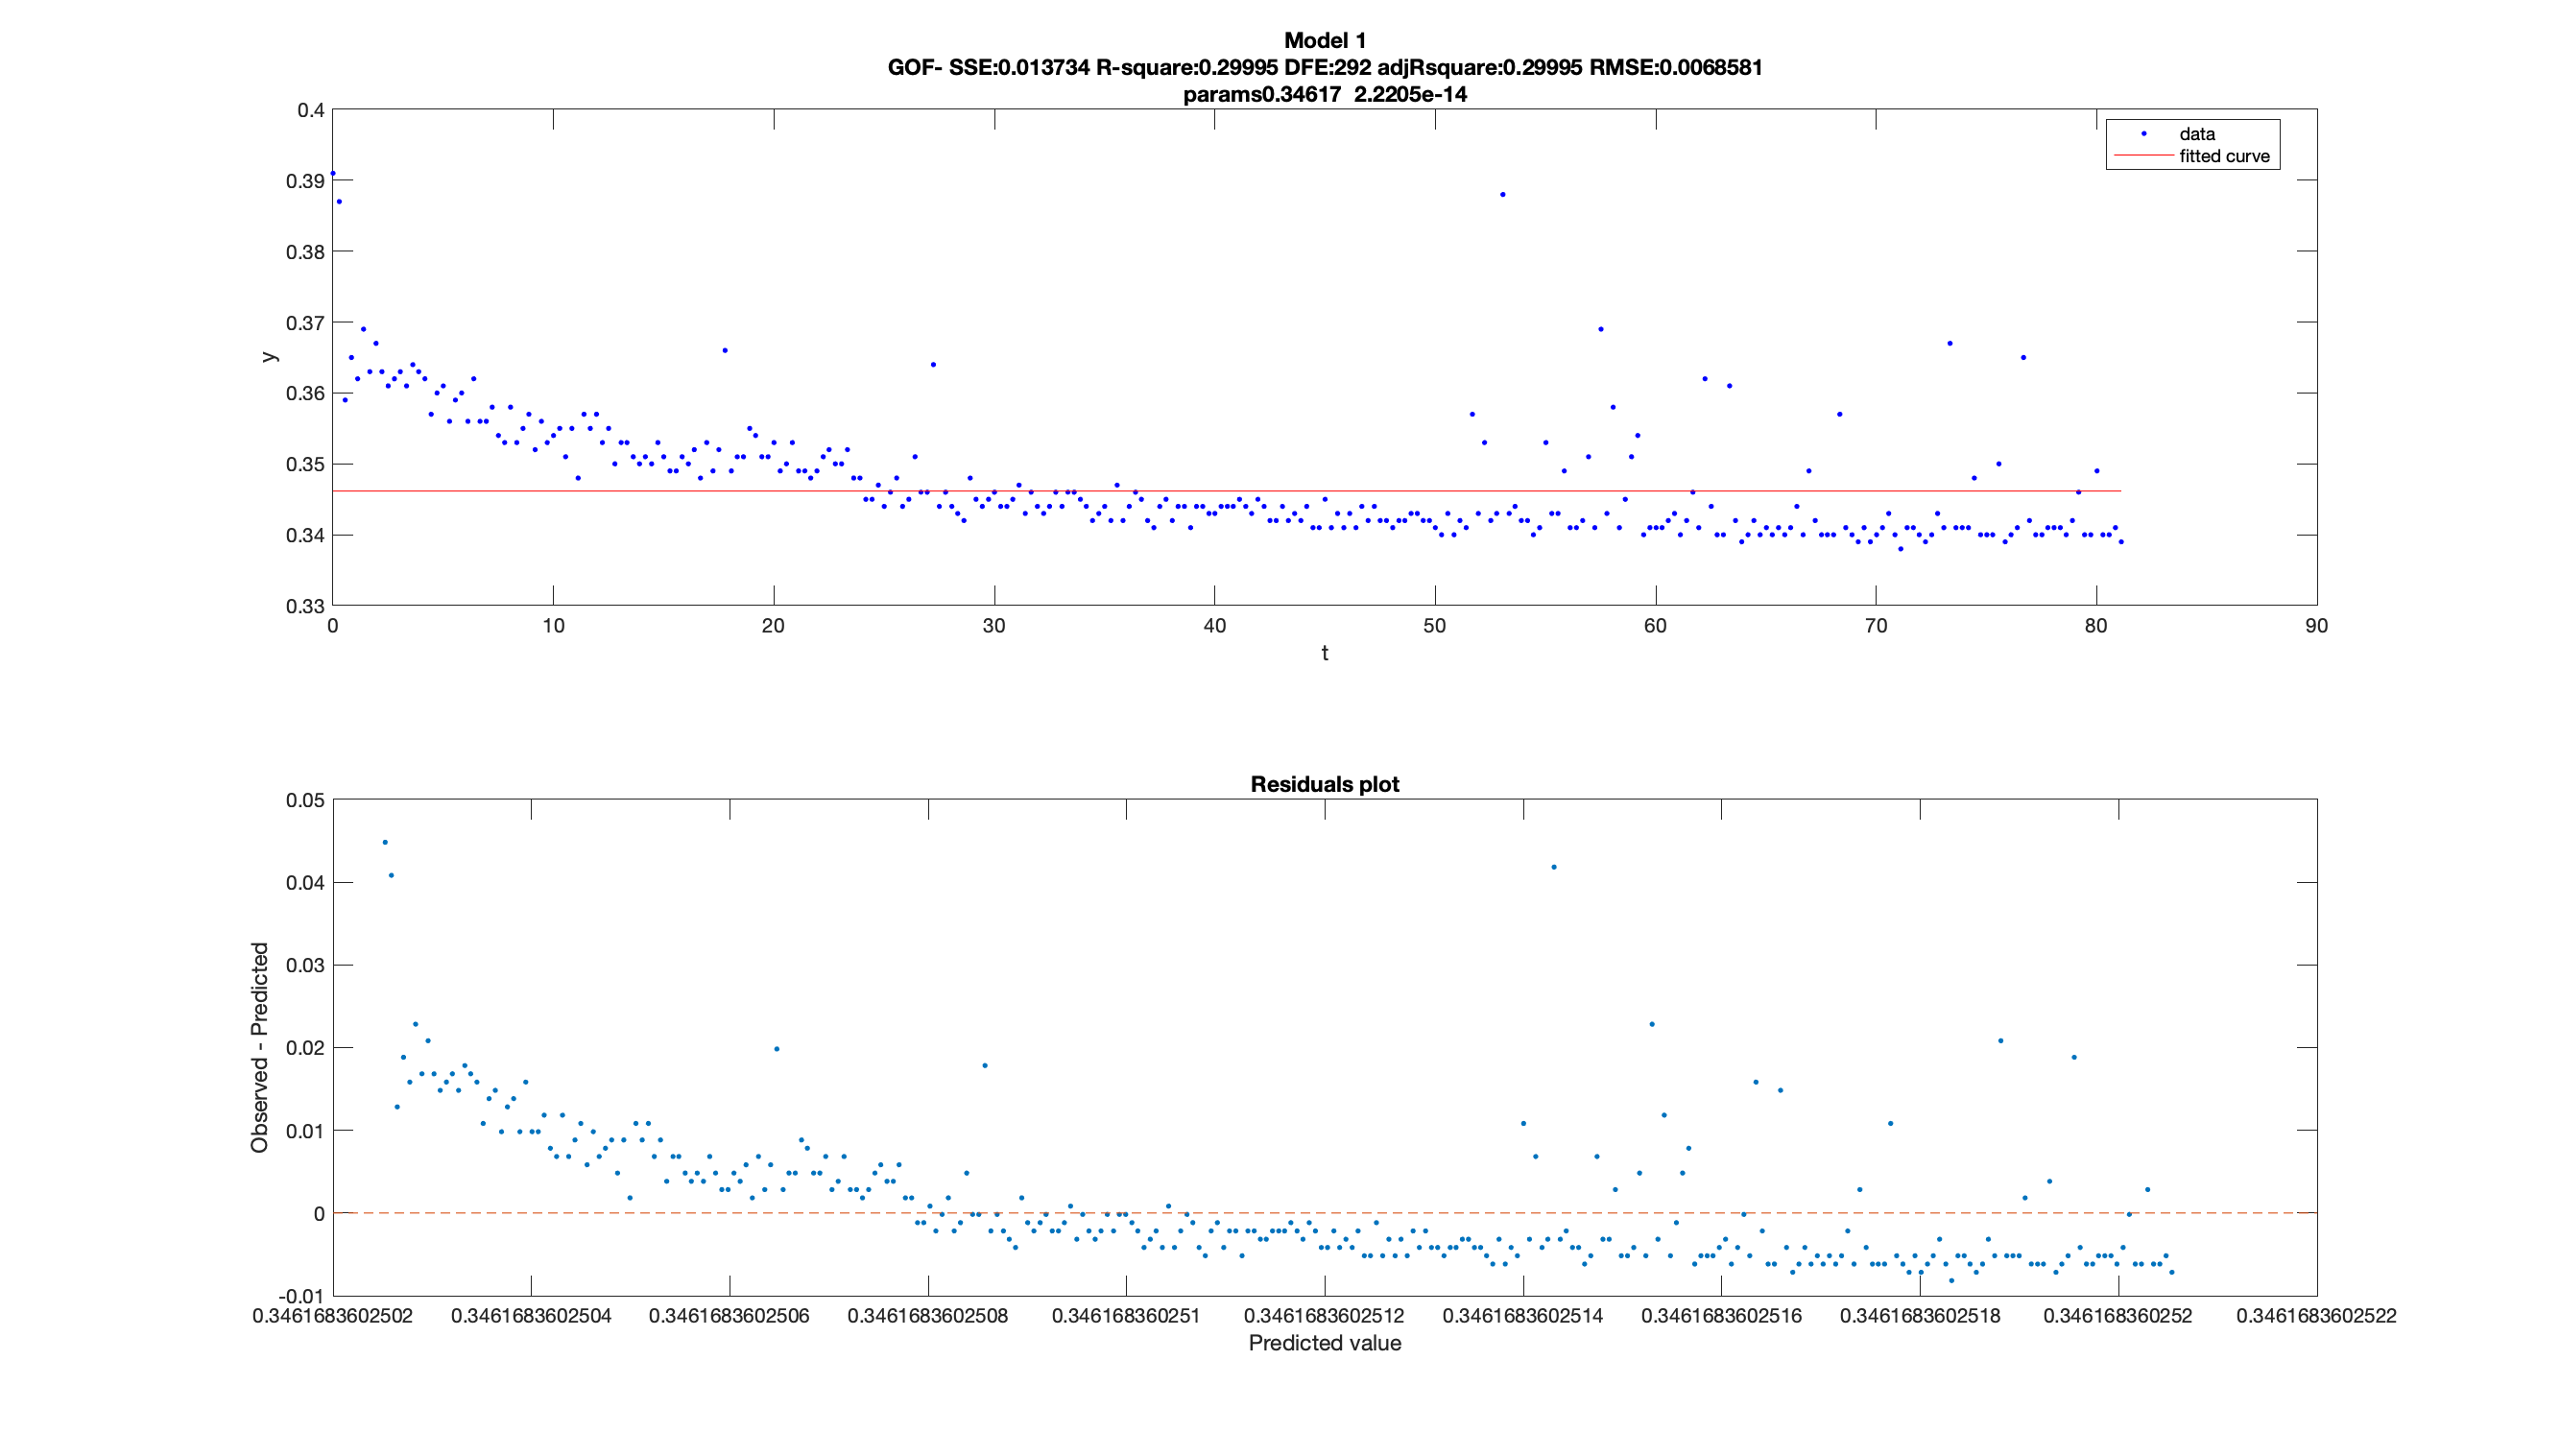 Model 1
GOF- SSE:0.013734 R-square:0.29995 DFE:292 adjRsquare:0.29995 RMSE:0.0068581
params0.34617  2.2205e-14
0.4
0.39
0.38
0.37
0.36
0.35
0.34
0.33
y
data
fitted curve
0 10 20 30 40 50 60 70 80 90
t
Residuals plot
0.05
0.04
0.03
0.02
0.01
0
-0.01
Observed - Predicted
0.3461683602502 0.3461683602504 0.3461683602506 0.3461683602508 0.346168360251 0.3461683602512 0.3461683602514 0.3461683602516 0.3461683602518 0.346168360252 0.3461683602522
Predicted value